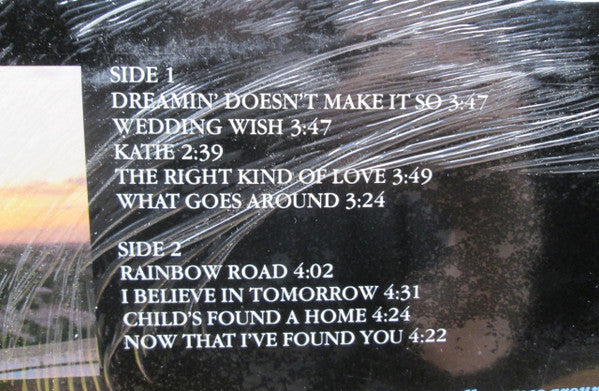 SIDE 1
DREAMIN' DOESN'T MAKE IT SO 3:47
WEDDING WISH 3:47
KATIE 2:39
THE RIGHT KIND OF LOVE 3:49
WHAT GOES AROUND 3:24
SIDE 2
RAINBOW ROAD 4:02
I BELIEVE IN TOMORROW 4:31
CHILD'S FOUND A HOME 4:24
NOW THAT I'VE FOUND YOU 4:22